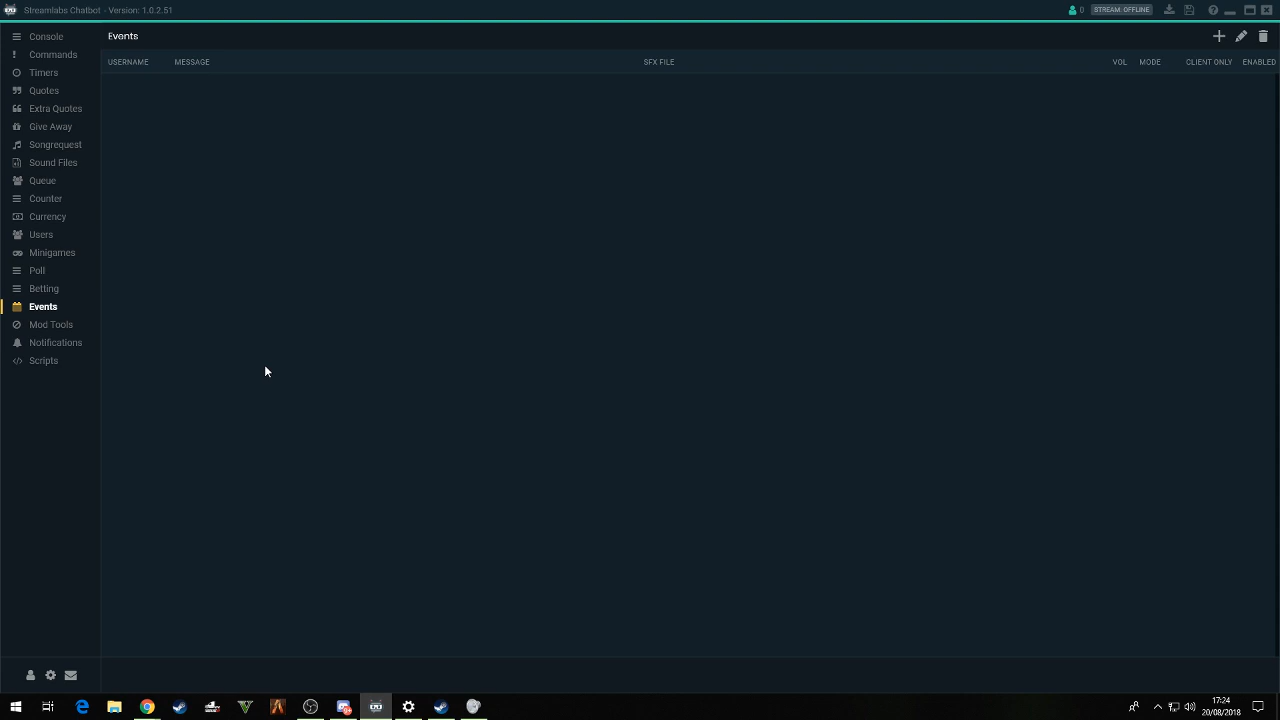 Streamlabs Chatbot - Version: 1.0.2.51
0
STREAM: OFFLINE
Console
Commands
Timers
Quotes
Extra Quotes
Give Away
Songrequest
Sound Files
Queue
Counter
Currency
Users
Minigames
Poll
Betting
Events
Mod Tools
Notifications
Scripts
Events
USERNAME MESSAGE SFX FILE VOL MODE CLIENT ONLY ENABLED
17:24
20/08/2018